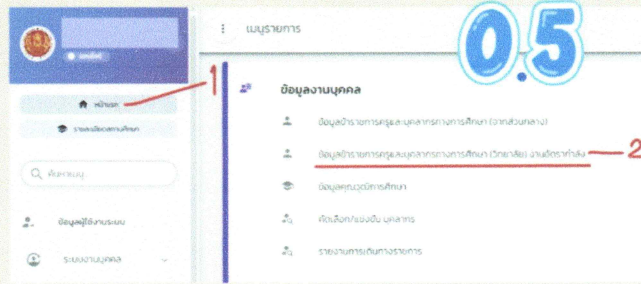 เมนูรายการ
0.5
ออนไลน์
1
หน้าแรก
รายละเอียดสถานศึกษา
ค้นหาเมนู
ข้อมูลผู้ใช้งานระบบ
ระบบงานบุคคล
ข้อมูลงานบุคคล
ข้อมูลข้าราชการครูและบุคลากรทางการศึกษา (จากส่วนกลาง)
ข้อมูลข้าราชการครูและบุคลากรทางการศึกษา (วิทยาลัย) งานอัตรากำลัง
2
ข้อมูลคุณวุฒิการศึกษา
คัดเลือก/แข่งขัน บุคลากร
รายงานการเดินทางราชการ